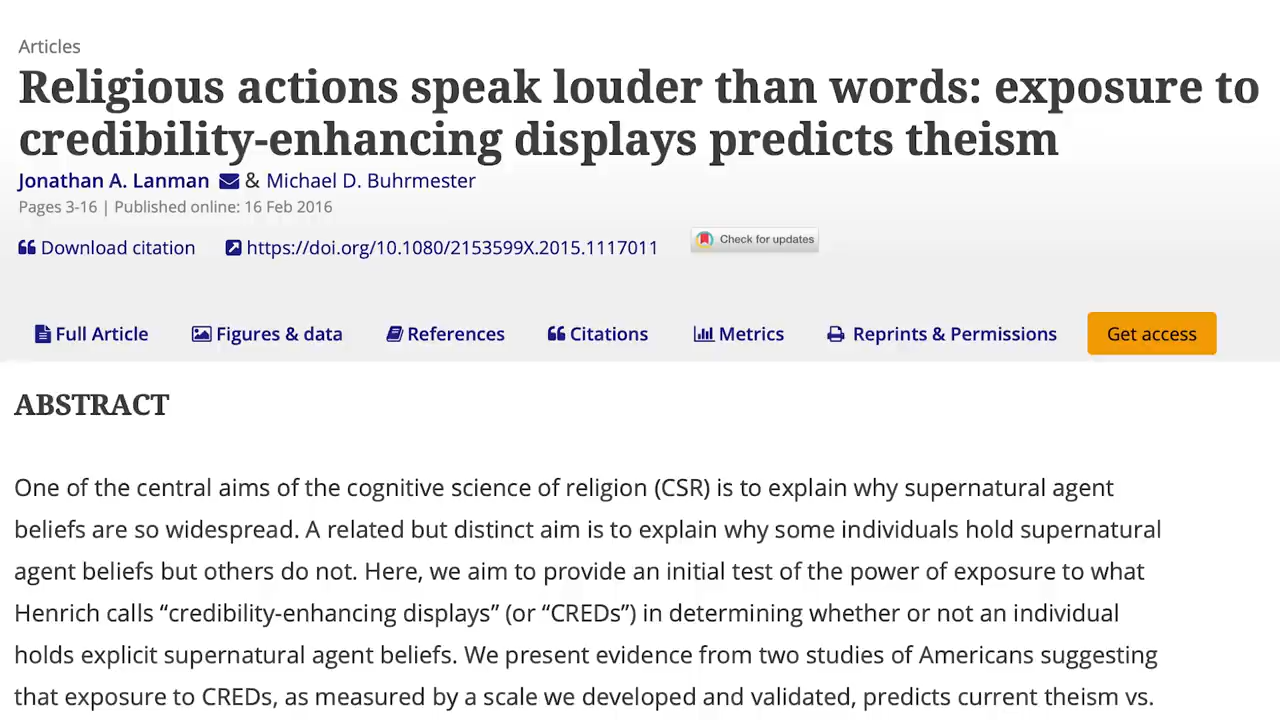 Articles
Religious actions speak louder than words: exposure to
credibility-enhancing displays predicts theism
Jonathan A. Lanman & Michael D. Buhrmester
Pages 3-16 | Published online: 16 Feb 2016
Download citation https://doi.org/10.1080/2153599X.2015.1117011 Check for updates
Full Article Figures & data References Citations Metrics Reprints & Permissions Get access
ABSTRACT
One of the central aims of the cognitive science of religion (CSR) is to explain why supernatural agent
beliefs are so widespread. A related but distinct aim is to explain why some individuals hold supernatural
agent beliefs but others do not. Here, we aim to provide an initial test of the power of exposure to what
Henrich calls “credibility-enhancing displays” (or “CREDs”) in determining whether or not an individual
holds explicit supernatural agent beliefs. We present evidence from two studies of Americans suggesting
that exposure to CREDs, as measured by a scale we developed and validated, predicts current theism vs.